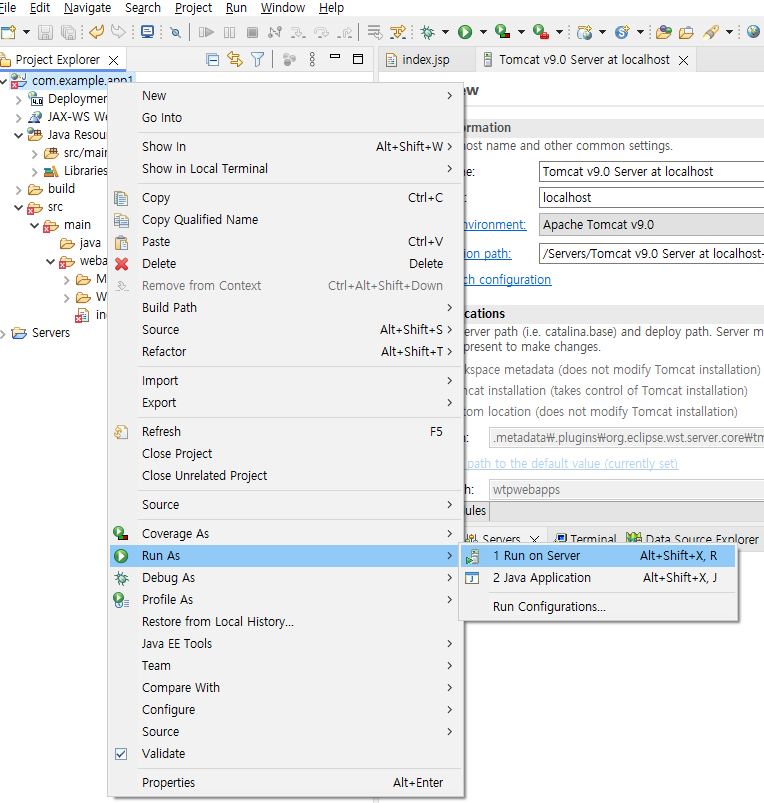 File Edit Navigate Search Project Run Window Help
Project Explorer
index.jsp
Tomcat v9.0 Server at localhost
com.example.app1
Deploymen
JAX-WS We
Java Resour
src/main
Libraries
build
src
main
java
weba
M
W
in
Servers
New
Go Into
Show In Alt+Shift+W
Show in Local Terminal
Copy Ctrl+C
Copy Qualified Name
Paste Ctrl+V
Delete Delete
Remove from Context Ctrl+Alt+Shift+Down
Build Path
Source Alt+Shift+S
Refactor Alt+Shift+T
Import
Export
Refresh F5
Close Project
Close Unrelated Project
Source
Coverage As
Run As
Debug As
Profile As
Restore from Local History...
Java EE Tools
Team
Compare With
Configure
Source
Validate
Properties Alt+Enter
1 Run on Server Alt+Shift+X, R
2 Java Application Alt+Shift+X, J
Run Configurations...
ew
ormation
ost name and other common settings.
ne: Tomcat v9.0 Server at localhost
: localhost
nvironment: Apache Tomcat v9.0
ion path: /Servers/Tomcat v9.0 Server at localhost-
ch configuration
cations
erver path (i.e. catalina.base) and deploy path. Server m
present to make changes.
kspace metadata (does not modify Tomcat installation)
mcat installation (takes control of Tomcat installation)
tom location (does not modify Tomcat installation)
h: .metadata₩.plugins₩org.eclipse.wst.server.core₩tm
path to the default value (currently set)
h: wtpwebapps
ules
Servers
Terminal
Data Source Explorer